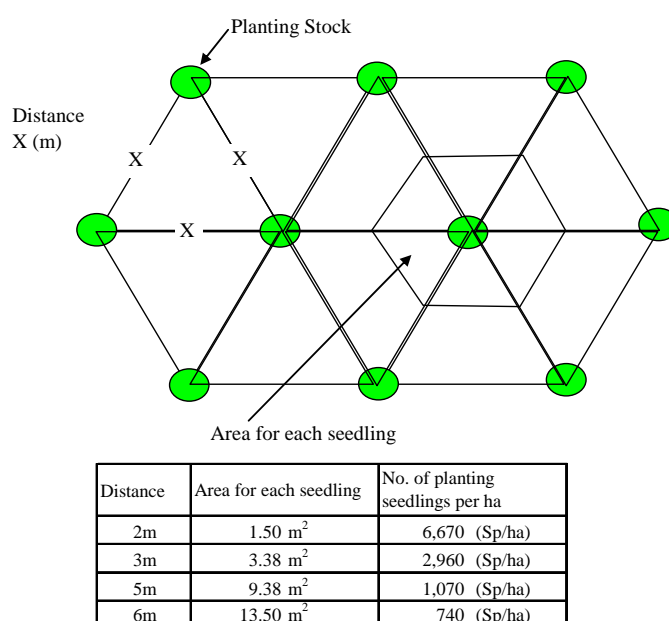 Planting Stock
Distance
X (m)
X X
X
Area for each seedling
Distance Area for each seedling No. of planting seedlings per ha
2m 1.50 m² 6,670 (Sp/ha)
3m 3.38 m² 2,960 (Sp/ha)
5m 9.38 m² 1,070 (Sp/ha)
6m 13.50 m² 740 (Sp/ha)